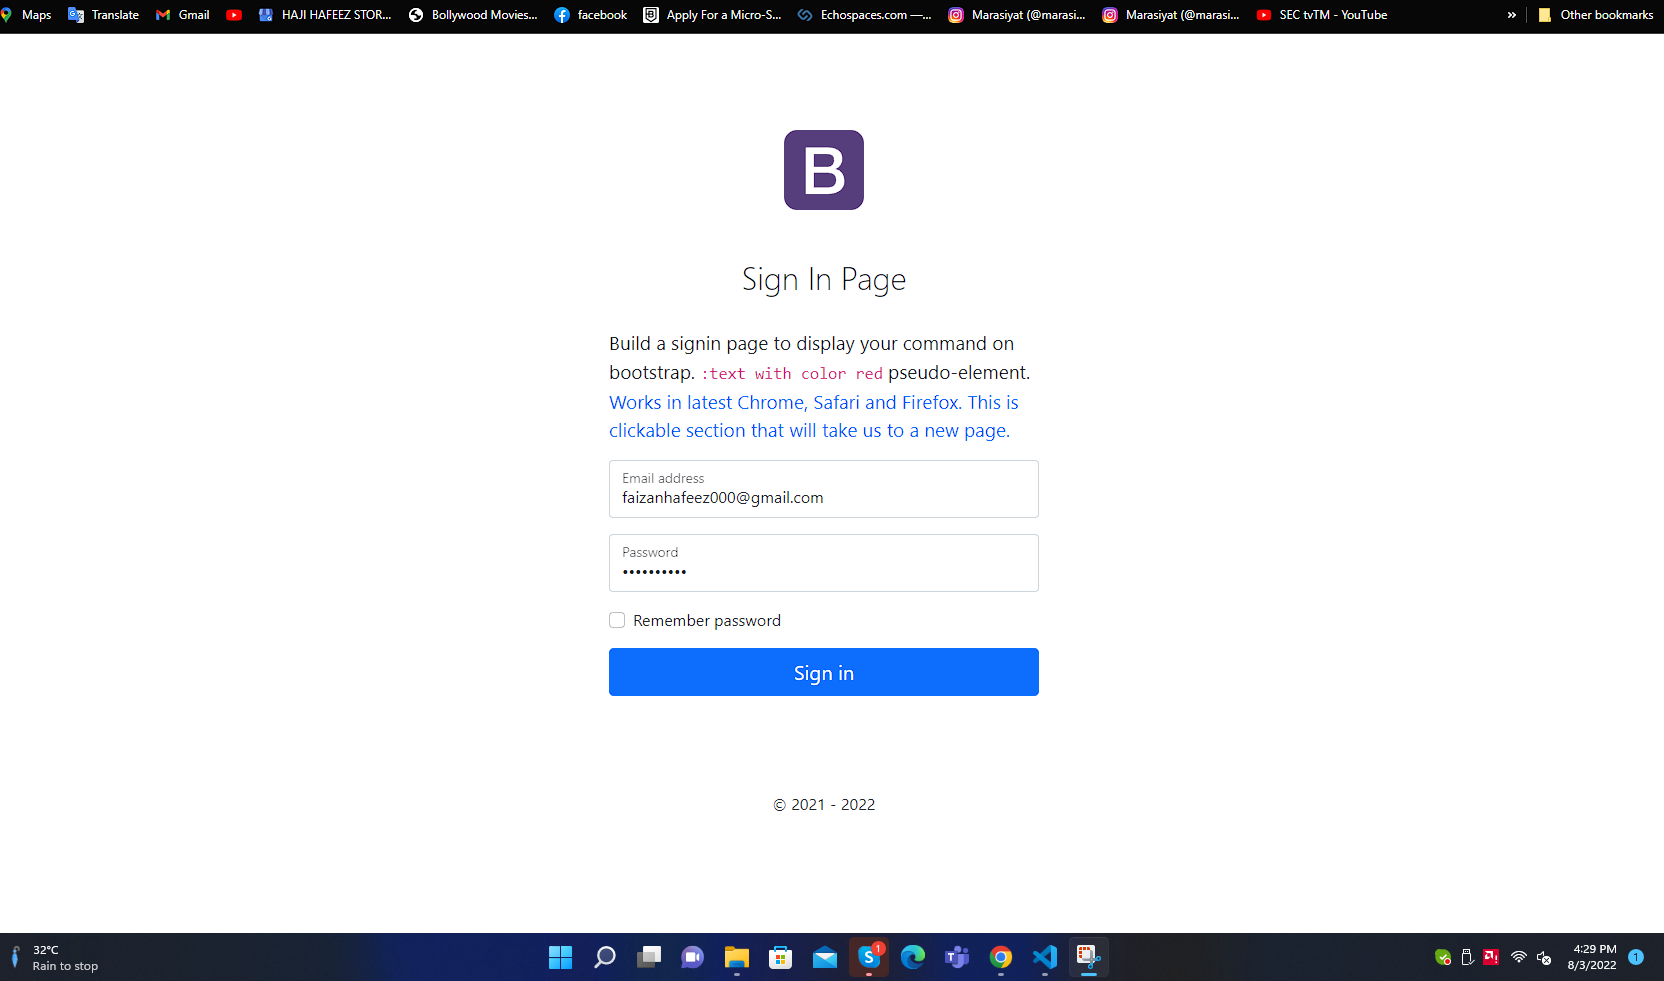 Maps Translate Gmail HAJI HAFEEZ STOR... Bollywood Movies... facebook Apply For a Micro-S... Echospaces.com —... Marasiyat (@marasi... Marasiyat (@marasi... SEC tvTM - YouTube » Other bookmarks
B
Sign In Page
Build a signin page to display your command on
bootstrap. :text with color red pseudo-element.
Works in latest Chrome, Safari and Firefox. This is
clickable section that will take us to a new page.
Email address
faizanhafeez000@gmail.com
Password
••••••••••
Remember password
Sign in
© 2021 - 2022
32°C
Rain to stop
S 1
4:29 PM
8/3/2022
1